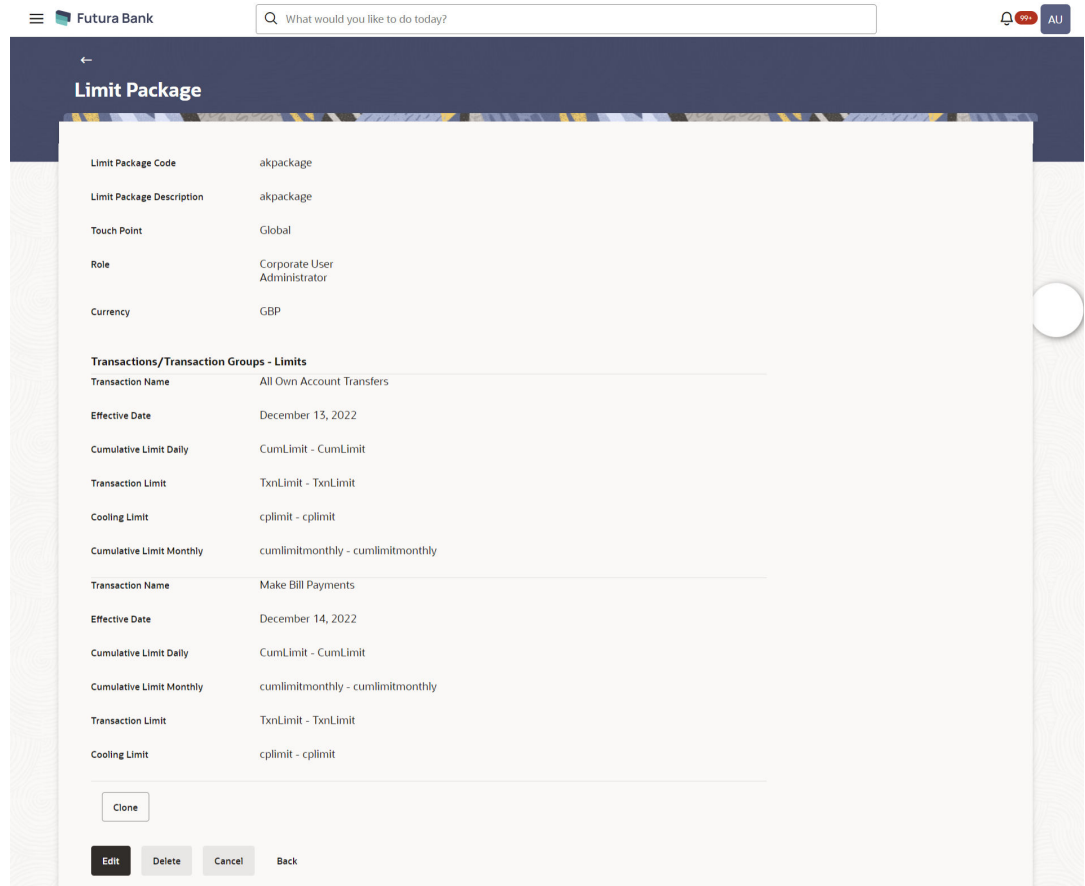 Futura Bank
What would you like to do today?
99+
AU
Limit Package
Limit Package Code akpackage
Limit Package Description akpackage
Touch Point Global
Role Corporate User
Administrator
Currency GBP
Transactions/Transaction Groups - Limits
Transaction Name All Own Account Transfers
Effective Date December 13, 2022
Cumulative Limit Daily CumLimit - CumLimit
Transaction Limit TxnLimit - TxnLimit
Cooling Limit cplimit - cplimit
Cumulative Limit Monthly cumlimitmonthly - cumlimitmonthly
Transaction Name Make Bill Payments
Effective Date December 14, 2022
Cumulative Limit Daily CumLimit - CumLimit
Cumulative Limit Monthly cumlimitmonthly - cumlimitmonthly
Transaction Limit TxnLimit - TxnLimit
Cooling Limit cplimit - cplimit
Clone
Edit Delete Cancel Back